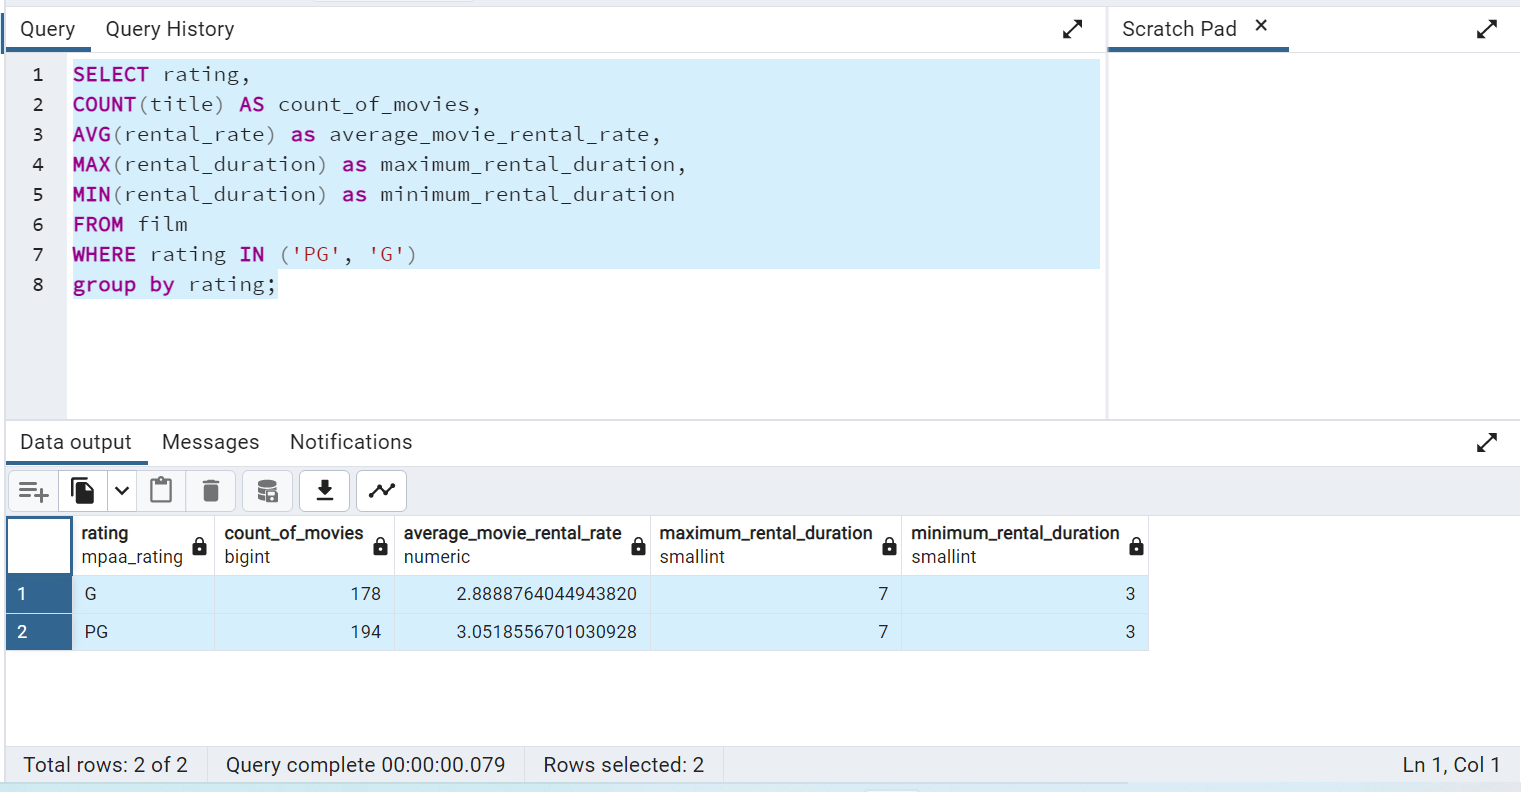 Query Query History Scratch Pad ×
1 SELECT rating,
2 COUNT(title) AS count_of_movies,
3 AVG(rental_rate) as average_movie_rental_rate,
4 MAX(rental_duration) as maximum_rental_duration,
5 MIN(rental_duration) as minimum_rental_duration
6 FROM film
7 WHERE rating IN ('PG', 'G')
8 group by rating;
Data output Messages Notifications
rating count_of_movies average_movie_rental_rate maximum_rental_duration minimum_rental_duration
mpaa_rating bigint numeric smallint smallint
1 G 178 2.8888764044943820 7 3
2 PG 194 3.0518556701030928 7 3
Total rows: 2 of 2 Query complete 00:00:00.079 Rows selected: 2 Ln 1, Col 1